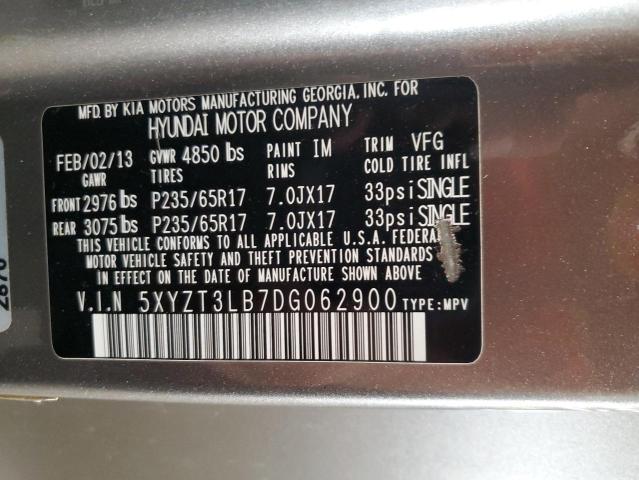 MFD. BY KIA MOTORS MANUFACTURING GEORGIA, INC. FOR
HYUNDAI MOTOR COMPANY
FEB/02/13 GVWR 4850 lbs PAINT IM TRIM VFG
GAWR TIRES RIMS COLD TIRE INFL
FRONT 2976 lbs P235/65R17 7.0JX17 33psi SINGLE
REAR 3075 lbs P235/65R17 7.0JX17 33psi SINGLE
THIS VEHICLE CONFORMS TO ALL APPLICABLE U.S.A. FEDERAL
MOTOR VEHICLE SAFETY AND THEFT PREVENTION STANDARDS
IN EFFECT ON THE DATE OF MANUFACTURE SHOWN ABOVE
V.I.N 5XYZT3LB7DG062900 TYPE:MPV